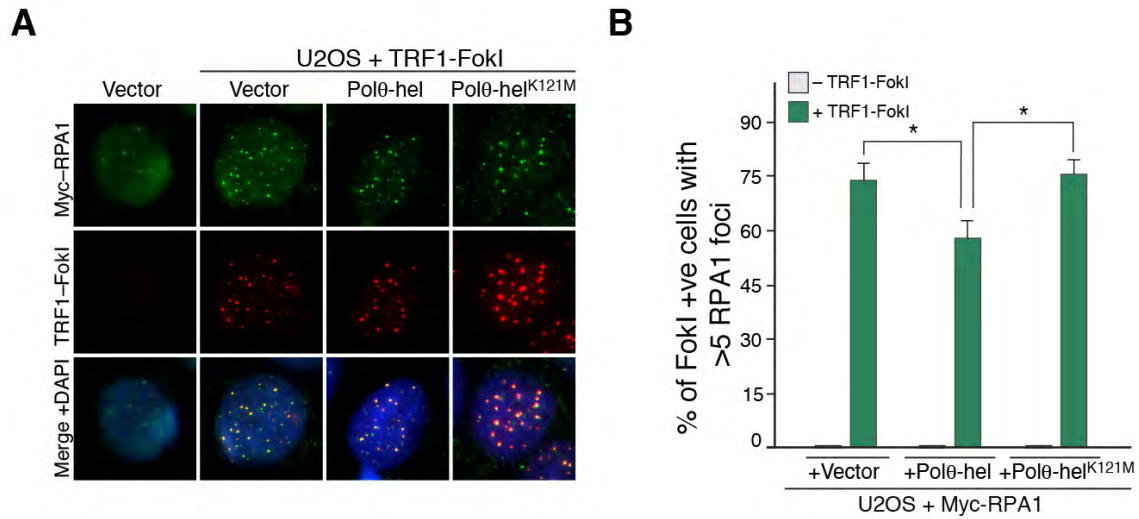 A
U2OS + TRF1-FokI
Vector
Vector
Polθ-hel
Polθ-hel^K121M
Myc–RPA1
TRF1–FokI
Merge +DAPI
B
– TRF1-FokI
+ TRF1-FokI
*
*
% of FokI +ve cells with
>5 RPA1 foci
90
75
60
45
30
15
0
+Vector
+Polθ-hel
+Polθ-hel^K121M
U2OS + Myc-RPA1